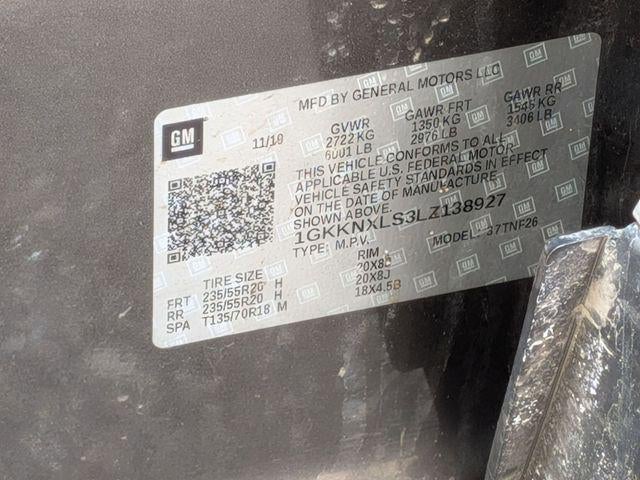 MFD BY GENERAL MOTORS LLC
GM
11/19
GVWR GAWR FRT GAWR RR
2722 KG 1350 KG 1545 KG
6001 LB 2976 LB 3406 LB
THIS VEHICLE CONFORMS TO ALL
APPLICABLE U.S. FEDERAL MOTOR
VEHICLE SAFETY STANDARDS IN EFFECT
ON THE DATE OF MANUFACTURE
SHOWN ABOVE.
1GKKNXLS3LZ138927
TYPE: M.P.V. MODEL: 37TNF26
TIRE SIZE RIM
FRT 235/55R20 H 20X8J
RR 235/55R20 H 20X8J
SPA T135/70R18 M 18X4.5B